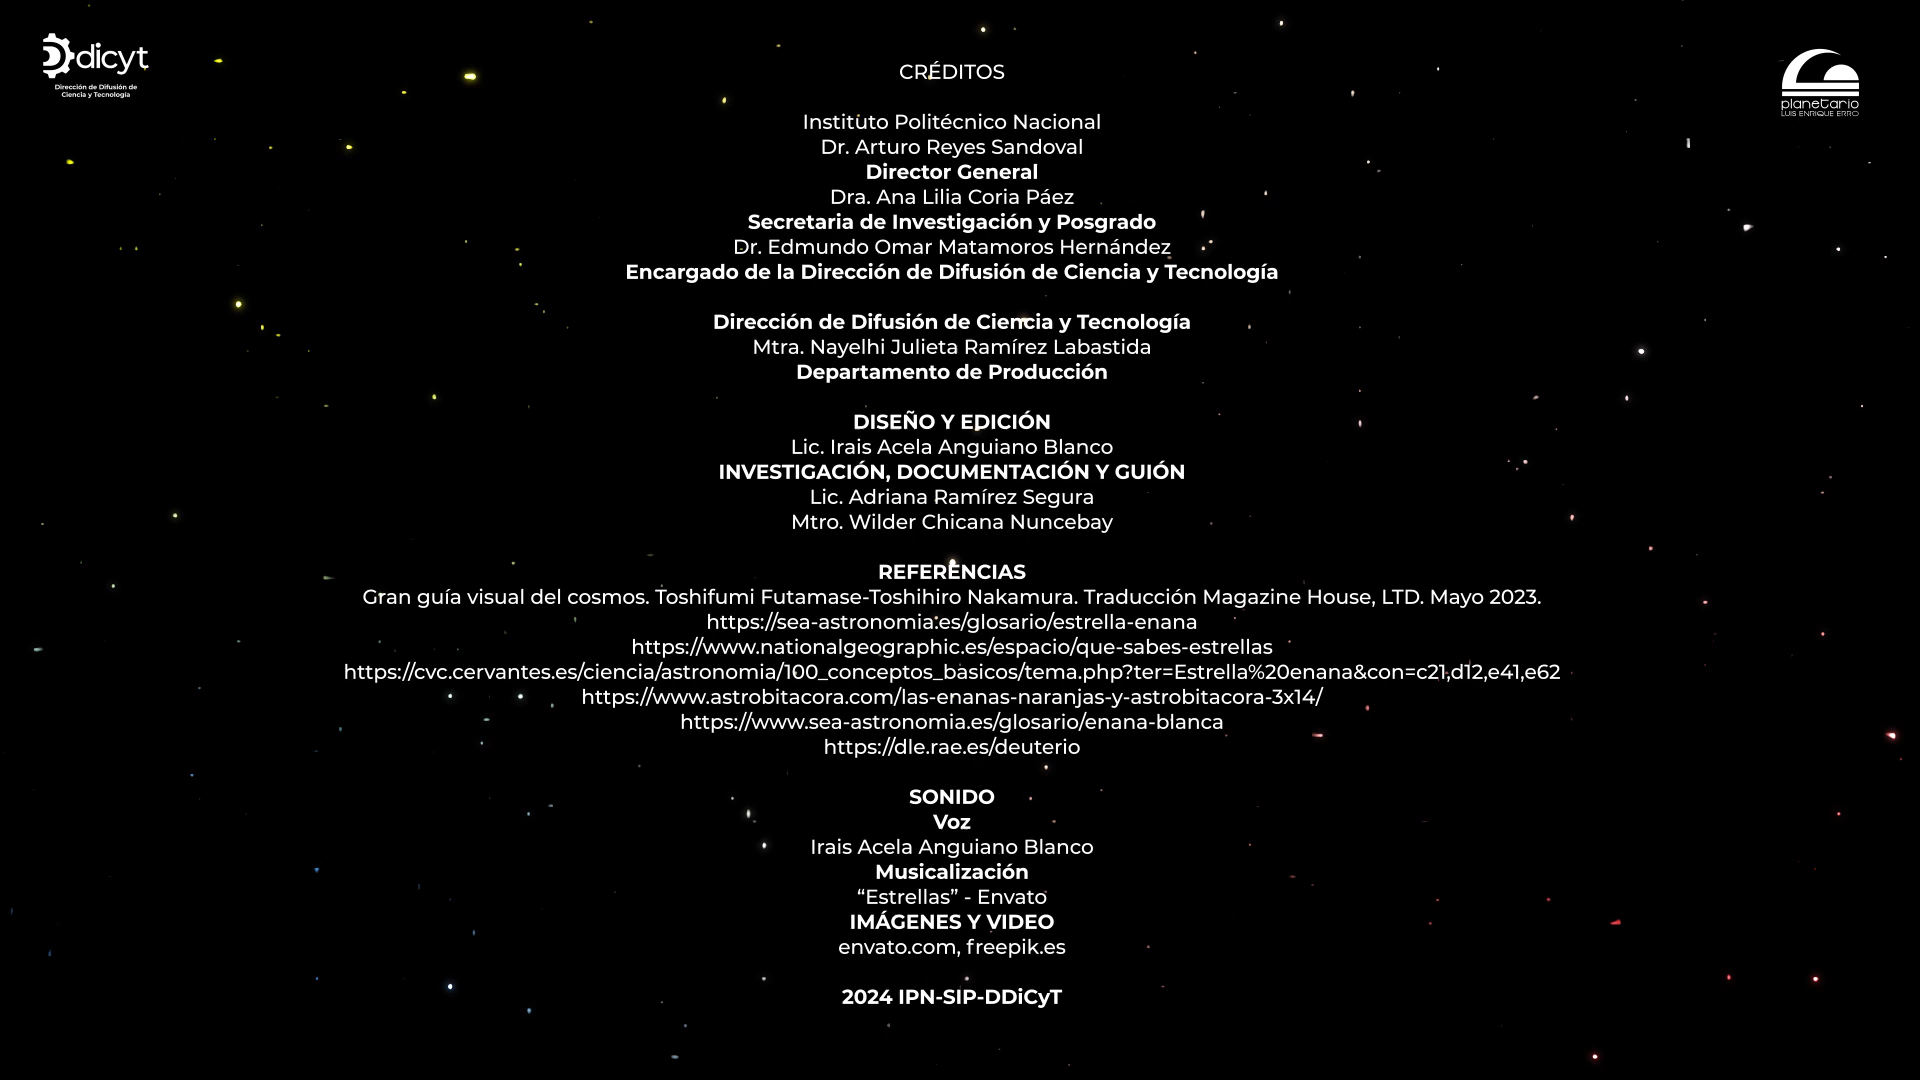 dicyt
Dirección de Difusión de
Ciencia y Tecnología
planetario
LUIS ENRIQUE ERRO
CRÉDITOS
Instituto Politécnico Nacional
Dr. Arturo Reyes Sandoval
Director General
Dra. Ana Lilia Coria Páez
Secretaria de Investigación y Posgrado
Dr. Edmundo Omar Matamoros Hernández
Encargado de la Dirección de Difusión de Ciencia y Tecnología
Dirección de Difusión de Ciencia y Tecnología
Mtra. Nayelhi Julieta Ramírez Labastida
Departamento de Producción
DISEÑO Y EDICIÓN
Lic. Irais Acela Anguiano Blanco
INVESTIGACIÓN, DOCUMENTACIÓN Y GUIÓN
Lic. Adriana Ramírez Segura
Mtro. Wilder Chicana Nuncebay
REFERENCIAS
Gran guía visual del cosmos. Toshifumi Futamase-Toshihiro Nakamura. Traducción Magazine House, LTD. Mayo 2023.
https://sea-astronomia.es/glosario/estrella-enana
https://www.nationalgeographic.es/espacio/que-sabes-estrellas
https://cvc.cervantes.es/ciencia/astronomia/100_conceptos_basicos/tema.php?ter=Estrella%20enana&con=c21,d12,e41,e62
https://www.astrobitacora.com/las-enanas-naranjas-y-astrobitacora-3x14/
https://www.sea-astronomia.es/glosario/enana-blanca
https://dle.rae.es/deuterio
SONIDO
Voz
Irais Acela Anguiano Blanco
Musicalización
“Estrellas” - Envato
IMÁGENES Y VIDEO
envato.com, freepik.es
2024 IPN-SIP-DDiCyT